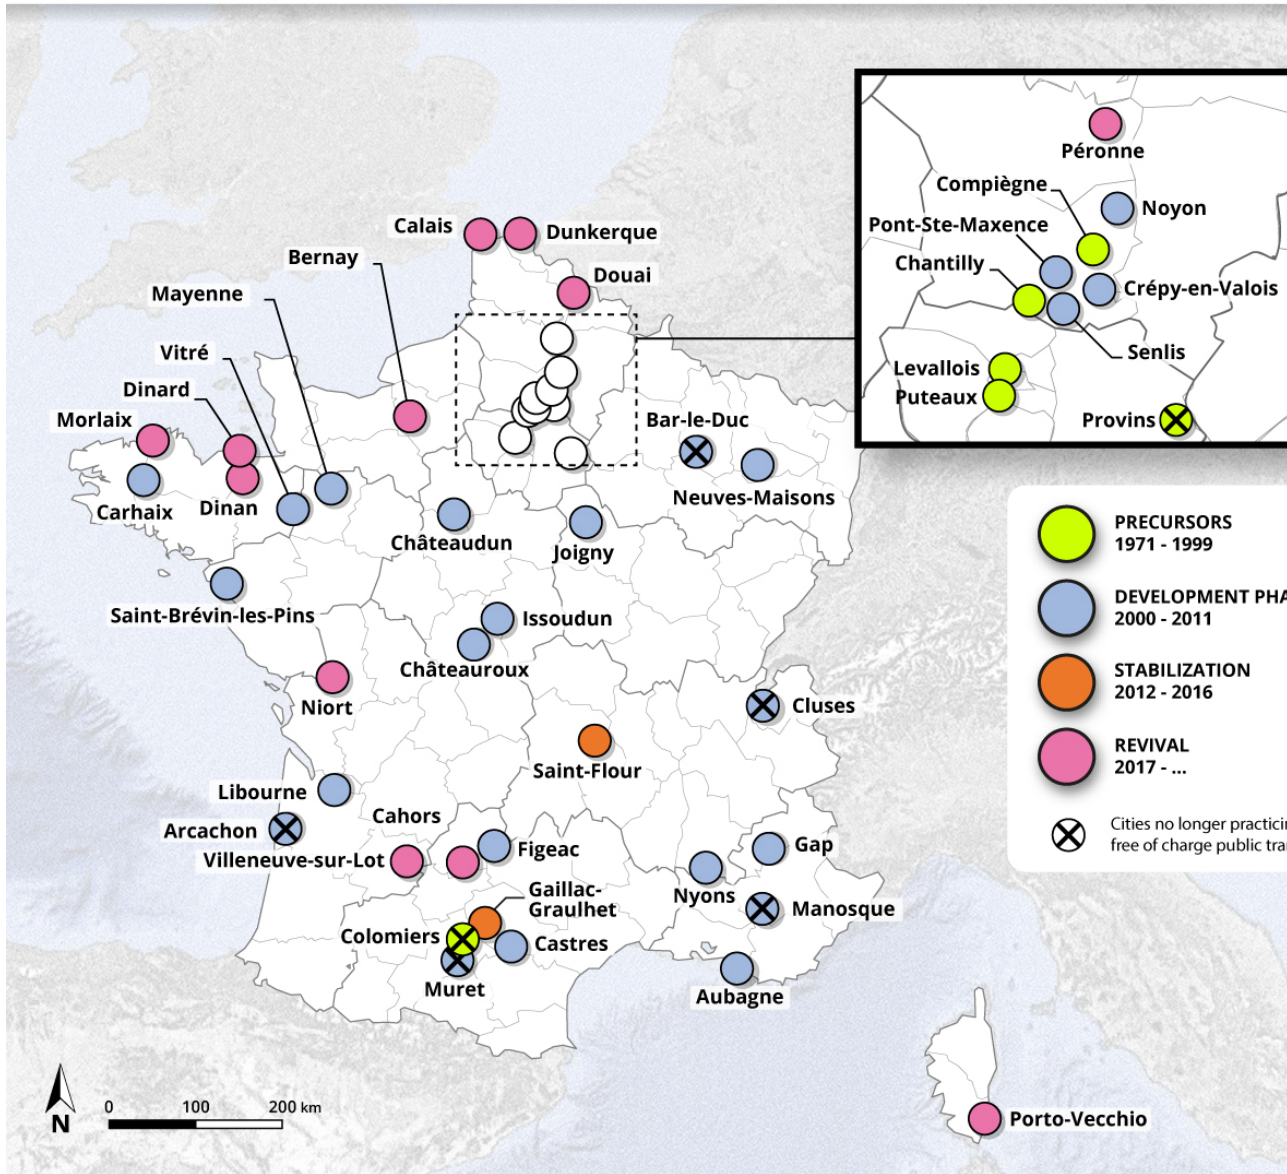 Péronne
Compiègne
Noyon
Pont-Ste-Maxence
Chantilly
Crépy-en-Valois
Senlis
Levallois
Puteaux
Provins
Calais
Dunkerque
Bernay
Douai
Mayenne
Vitré
Dinard
Morlaix
Bar-le-Duc
Carhaix
Dinan
Neuves-Maisons
Châteaudun
Joigny
Saint-Brévin-les-Pins
Issoudun
Châteauroux
Niort
Cluses
Saint-Flour
Libourne
Arcachon
Cahors
Villeneuve-sur-Lot
Figeac
Gap
Nyons
Gaillac-
Graulhet
Manosque
Colomiers
Castres
Muret
Aubagne
Porto-Vecchio
PRECURSORS
1971 - 1999
DEVELOPMENT PHA
2000 - 2011
STABILIZATION
2012 - 2016
REVIVAL
2017 - ...
Cities no longer practicin
free of charge public tra
N
0 100 200 km